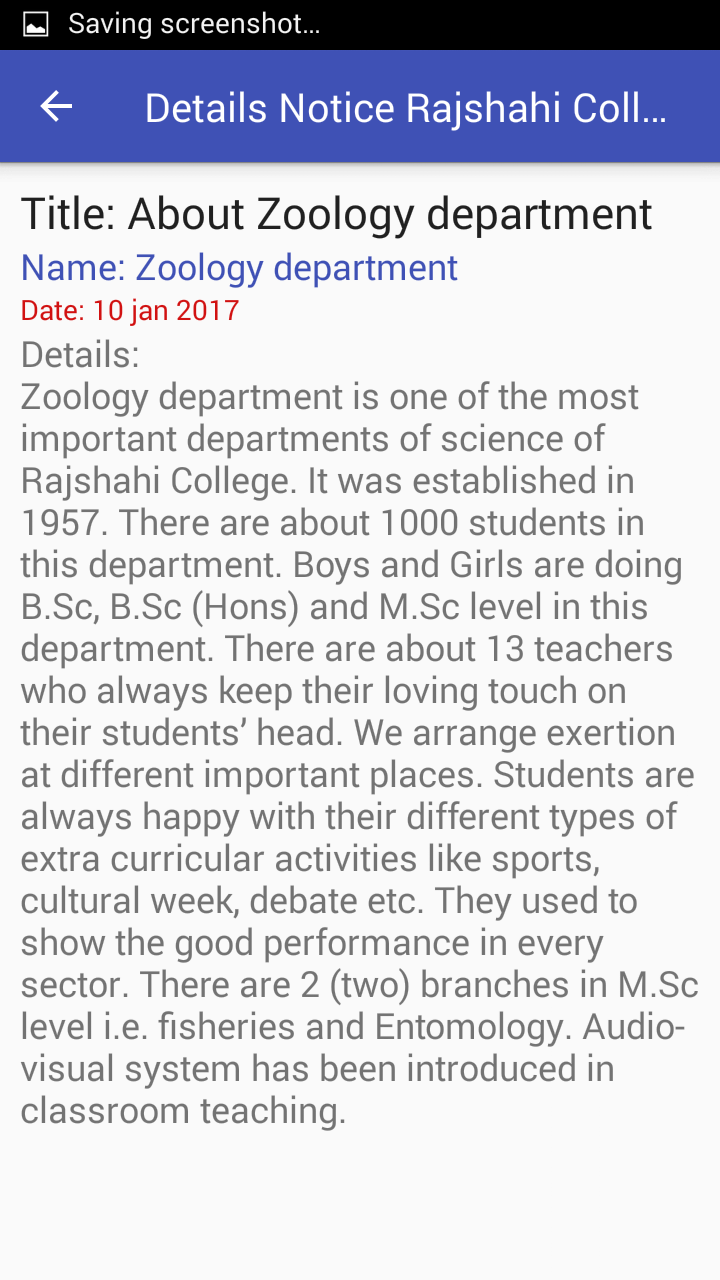 Saving screenshot...
Details Notice Rajshahi Coll...
Title: About Zoology department
Name: Zoology department
Date: 10 jan 2017
Details:
Zoology department is one of the most
important departments of science of
Rajshahi College. It was established in
1957. There are about 1000 students in
this department. Boys and Girls are doing
B.Sc, B.Sc (Hons) and M.Sc level in this
department. There are about 13 teachers
who always keep their loving touch on
their students’ head. We arrange exertion
at different important places. Students are
always happy with their different types of
extra curricular activities like sports,
cultural week, debate etc. They used to
show the good performance in every
sector. There are 2 (two) branches in M.Sc
level i.e. fisheries and Entomology. Audio-
visual system has been introduced in
classroom teaching.